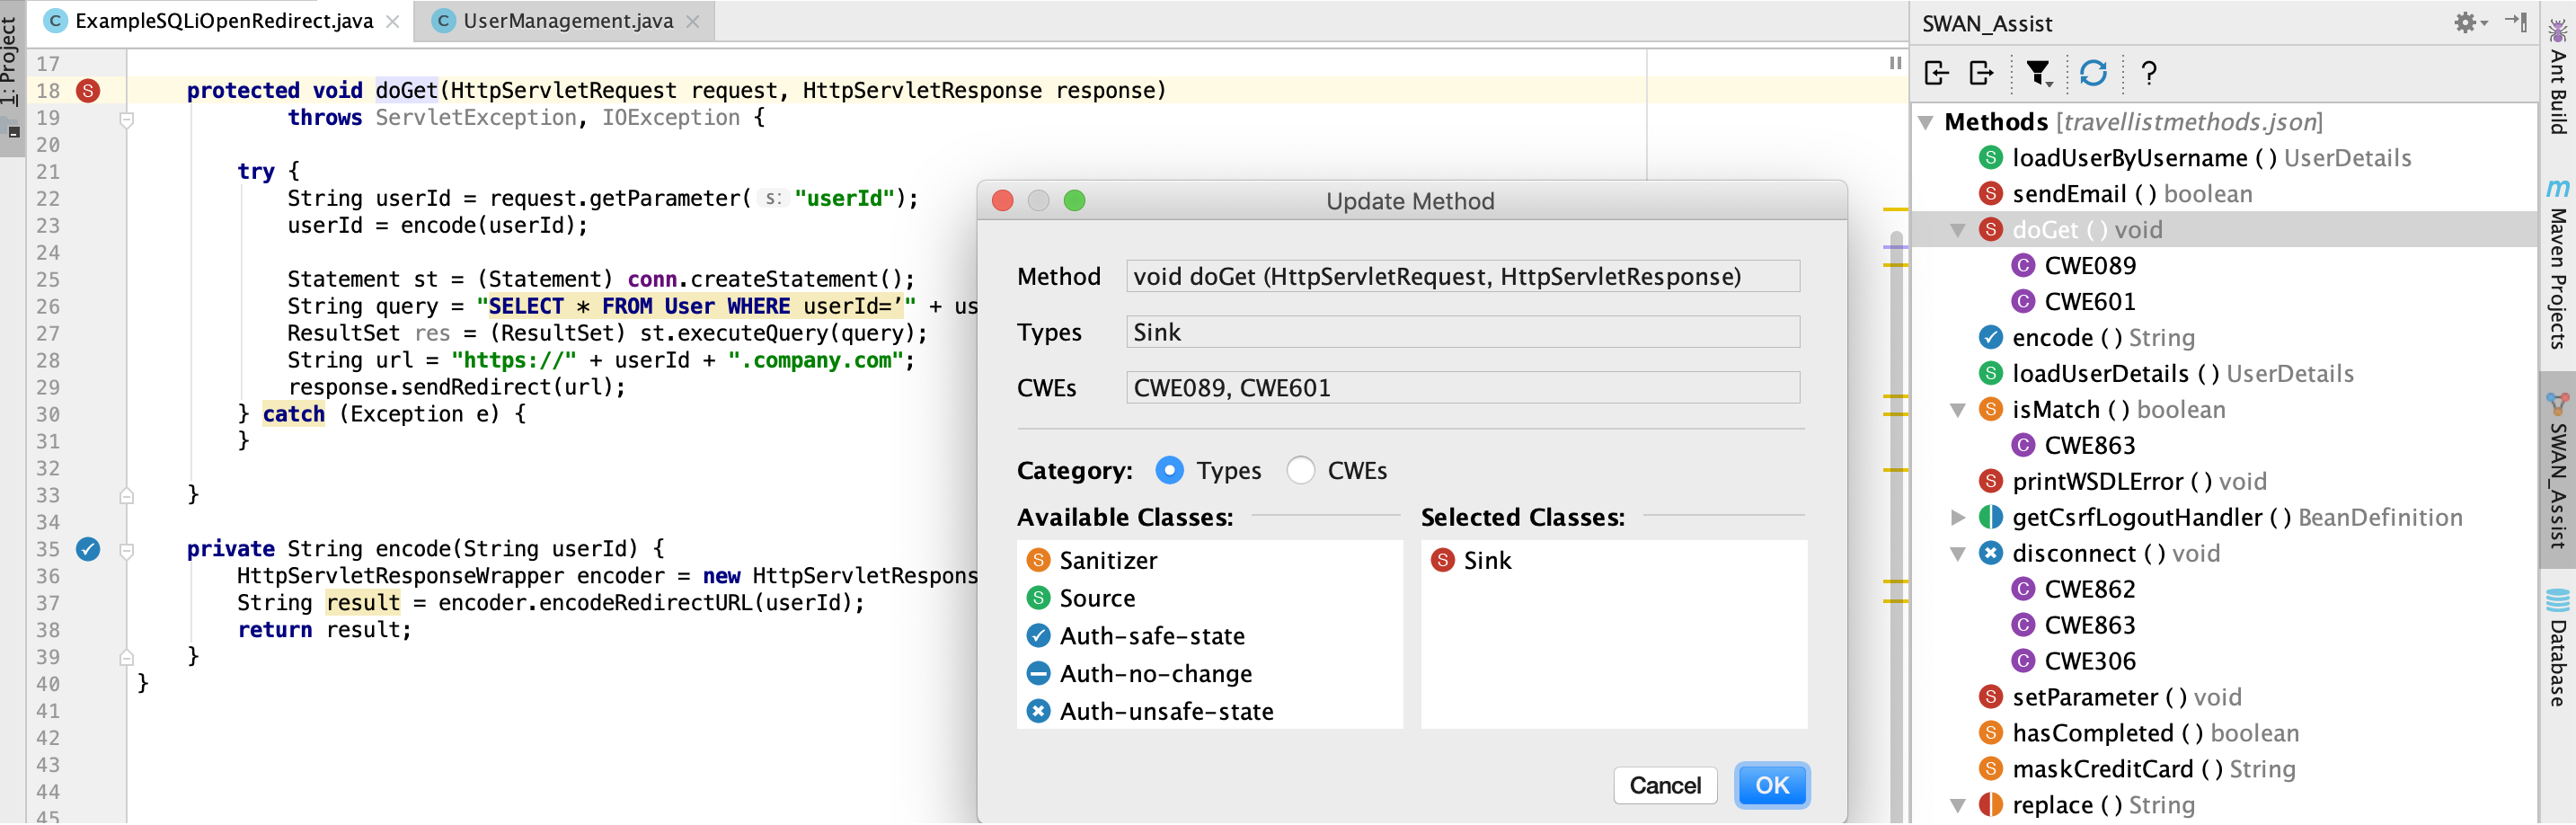 1: Project
ExampleSQLiOpenRedirect.java
UserManagement.java
17
18 protected void doGet(HttpServletRequest request, HttpServletResponse response)
19 throws ServletException, IOException {
20
21 try {
22 String userId = request.getParameter( s: "userId");
23 userId = encode(userId);
24
25 Statement st = (Statement) conn.createStatement();
26 String query = "SELECT * FROM User WHERE userId='" + us
27 ResultSet res = (ResultSet) st.executeQuery(query);
28 String url = "https://" + userId + ".company.com";
29 response.sendRedirect(url);
30 } catch (Exception e) {
31 }
32
33 }
34
35 private String encode(String userId) {
36 HttpServletResponseWrapper encoder = new HttpServletRespons
37 String result = encoder.encodeRedirectURL(userId);
38 return result;
39 }
40 }
41
42
43
44
45
Update Method
Method void doGet (HttpServletRequest, HttpServletResponse)
Types Sink
CWEs CWE089, CWE601
Category: Types CWEs
Available Classes:
S Sanitizer
S Source
Auth-safe-state
Auth-no-change
Auth-unsafe-state
Selected Classes:
S Sink
Cancel OK
SWAN_Assist
?
Methods [travellistmethods.json]
S loadUserByUsername ( ) UserDetails
S sendEmail ( ) boolean
S doGet ( ) void
C CWE089
C CWE601
encode ( ) String
S loadUserDetails ( ) UserDetails
S isMatch ( ) boolean
C CWE863
S printWSDLError ( ) void
getCsrfLogoutHandler ( ) BeanDefinition
disconnect ( ) void
C CWE862
C CWE863
C CWE306
S setParameter ( ) void
S hasCompleted ( ) boolean
S maskCreditCard ( ) String
replace ( ) String
Ant Build
m Maven Projects
SWAN_Assist
Database